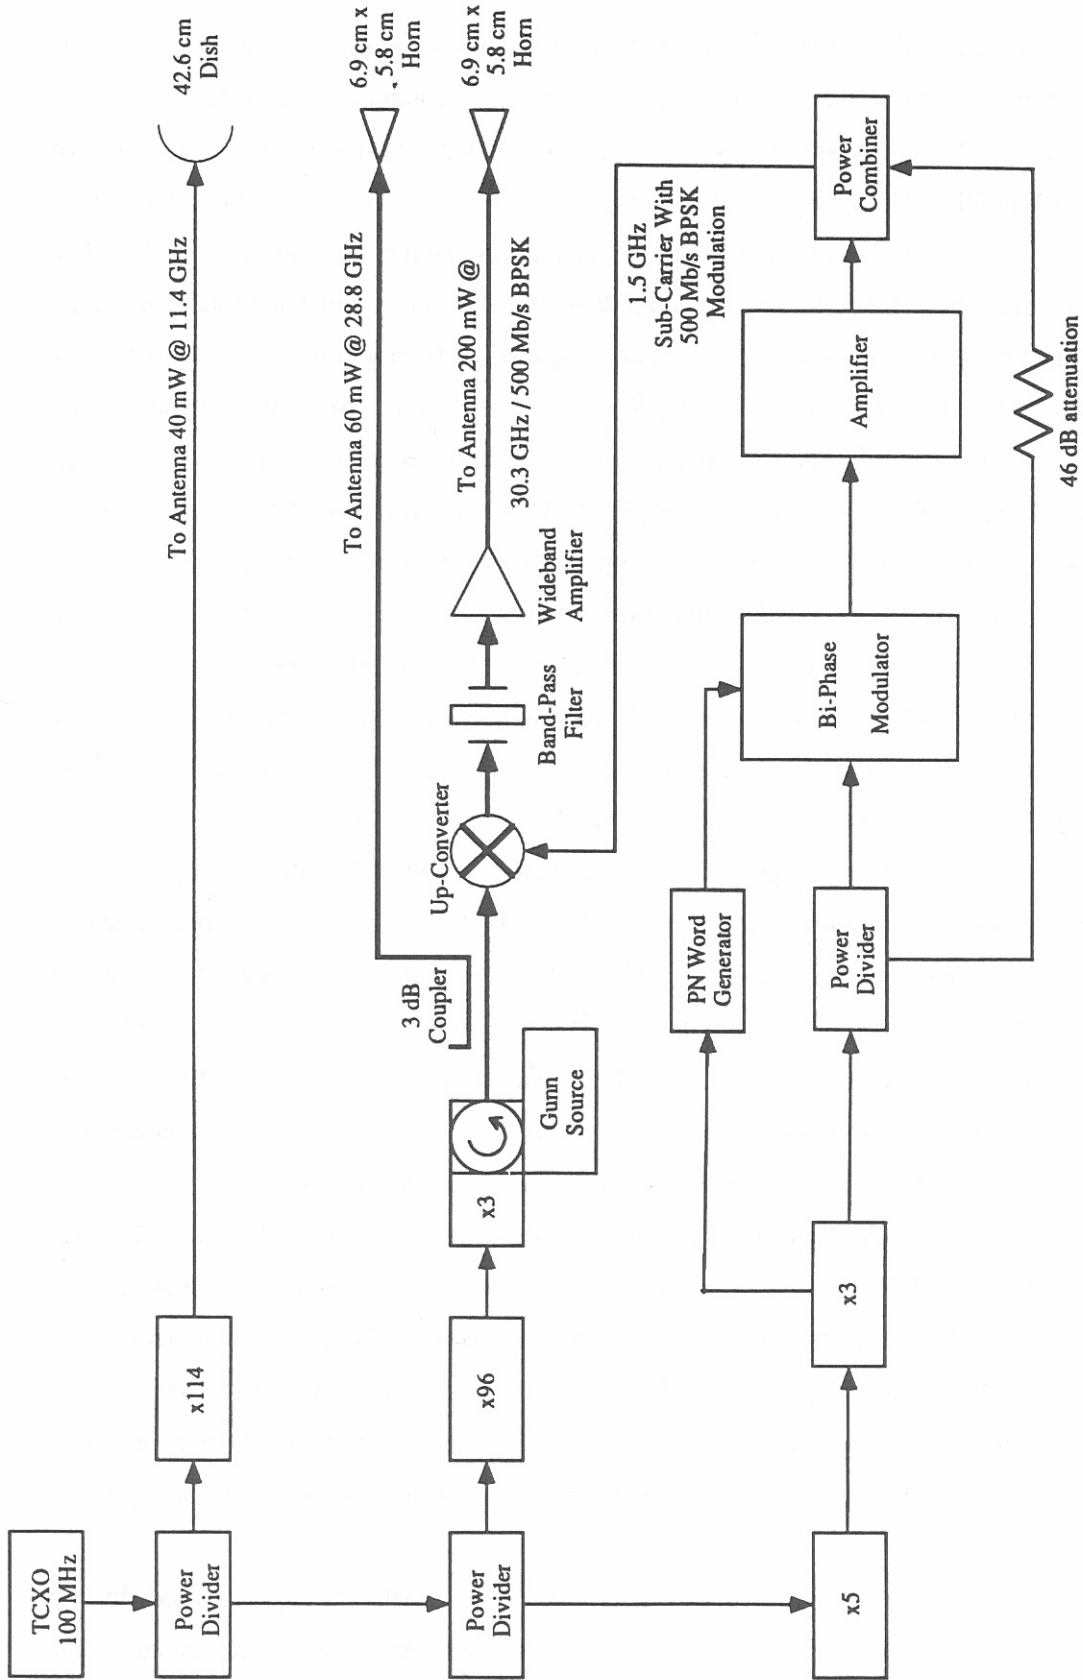 TCXO
100 MHz
Power
Divider
x114
To Antenna 40 mW @ 11.4 GHz
42.6 cm
Dish
Power
Divider
x96
x3
Gunn
Source
3 dB
Coupler
To Antenna 60 mW @ 28.8 GHz
6.9 cm x
5.8 cm
Horn
Up-Converter
Band-Pass
Filter
Wideband
Amplifier
To Antenna 200 mW @
30.3 GHz / 500 Mb/s BPSK
6.9 cm x
5.8 cm
Horn
1.5 GHz
Sub-Carrier With
500 Mb/s BPSK
Modulation
x5
x3
PN Word
Generator
Power
Divider
Bi-Phase
Modulator
Amplifier
Power
Combiner
46 dB attenuation